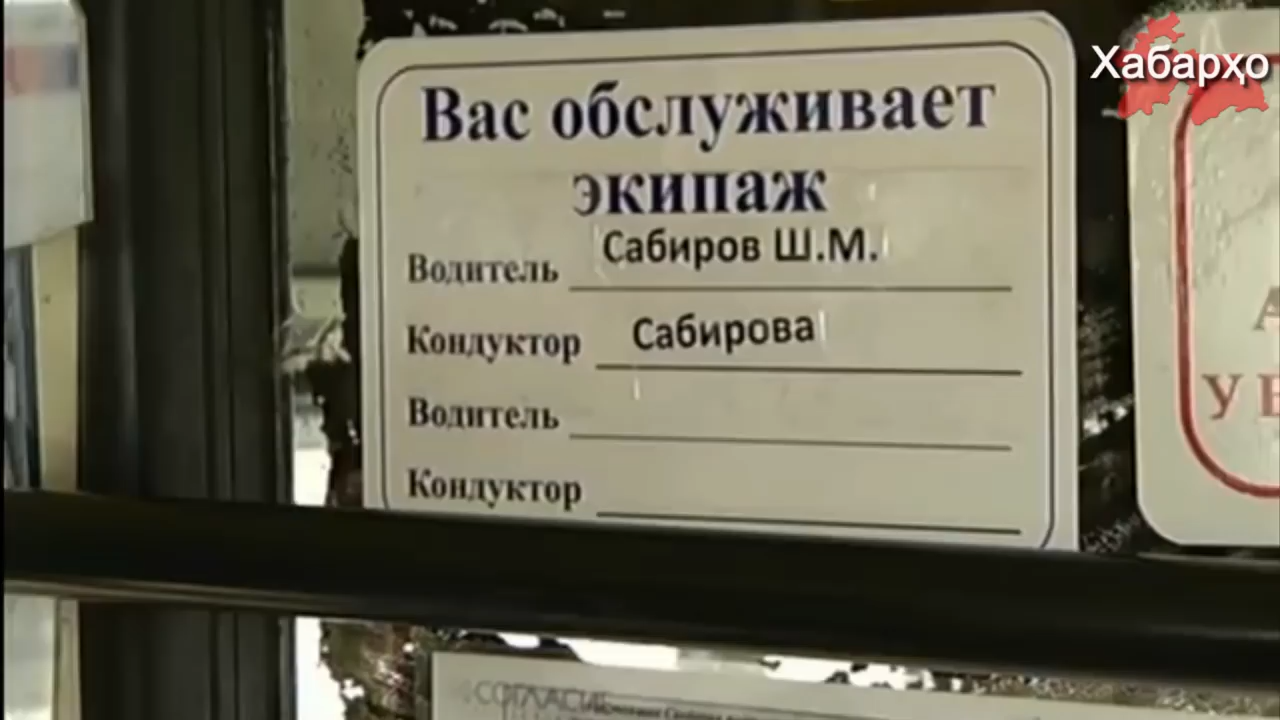 Хабарҳо
Вас обслуживает
экипаж
Водитель Сабиров Ш.М.
Кондуктор Сабирова
Водитель
Кондуктор